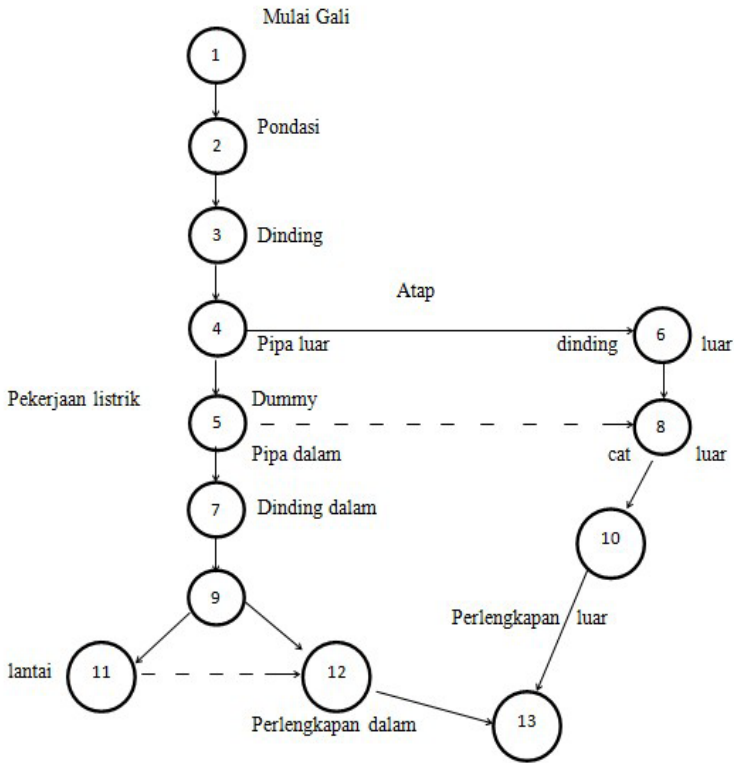 Mulai Gali
1
Pondasi
2
3
Dinding
Atap
4
6
Pipa luar
dinding luar
Pekerjaan listrik
Dummy
5
8
Pipa dalam
cat luar
7
Dinding dalam
10
9
Perlengkapan luar
lantai
11
12
Perlengkapan dalam
13